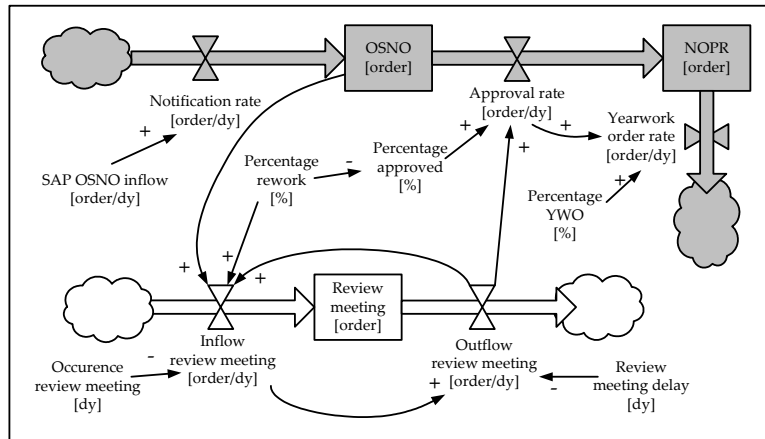 OSNO
[order]
NOPR
[order]
Notification rate
[order/dy]
Approval rate
[order/dy]
Yearwork
order rate
[order/dy]
+
+
+
+
SAP OSNO inflow
[order/dy]
Percentage
rework
[%]
-
Percentage
approved
[%]
Percentage
YWO
[%]
+
+
+
+
Review
meeting
[order]
Inflow
review meeting
[order/dy]
Outflow
review meeting
[order/dy]
Occurence
review meeting
[dy]
-
+
-
Review
meeting delay
[dy]